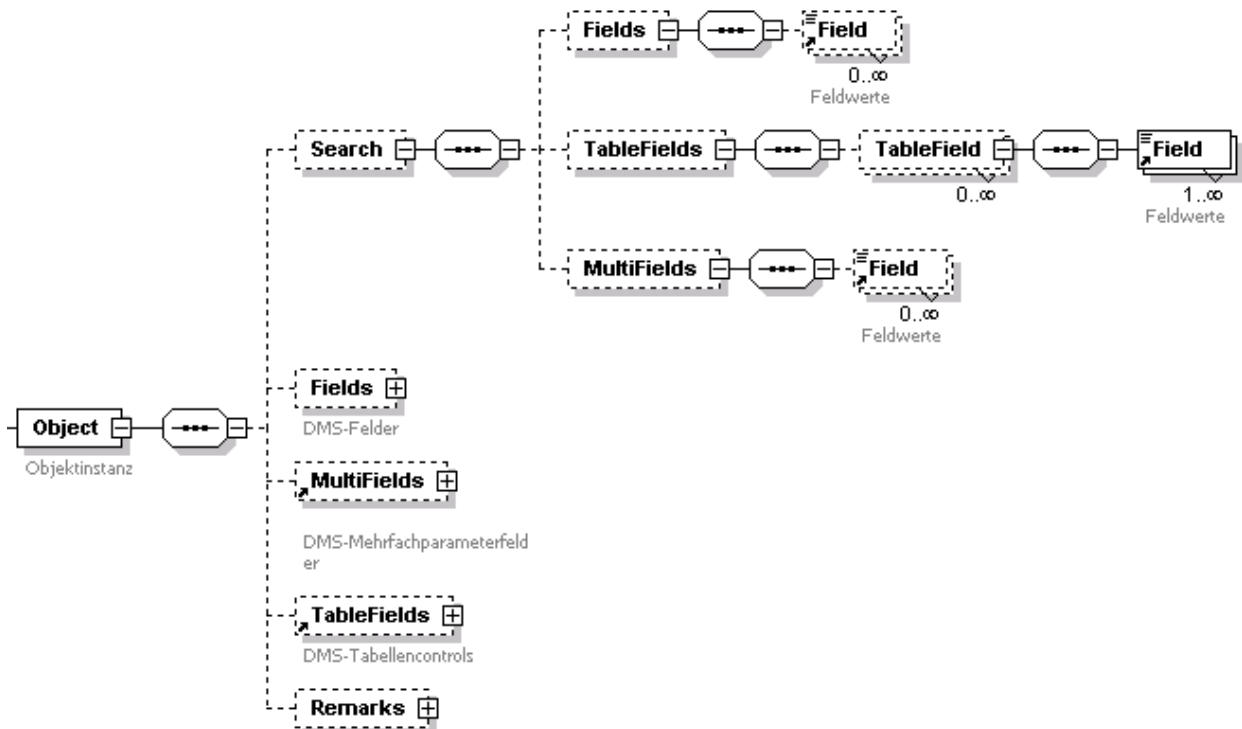 Fields
Field
0..∞
Feldwerte
Search
TableFields
TableField
Field
0..∞
1..∞
Feldwerte
MultiFields
Field
0..∞
Feldwerte
Fields
DMS-Felder
Object
Objektinstanz
MultiFields
DMS-Mehrfachparameterfeld
er
TableFields
DMS-Tabellencontrols
Remarks